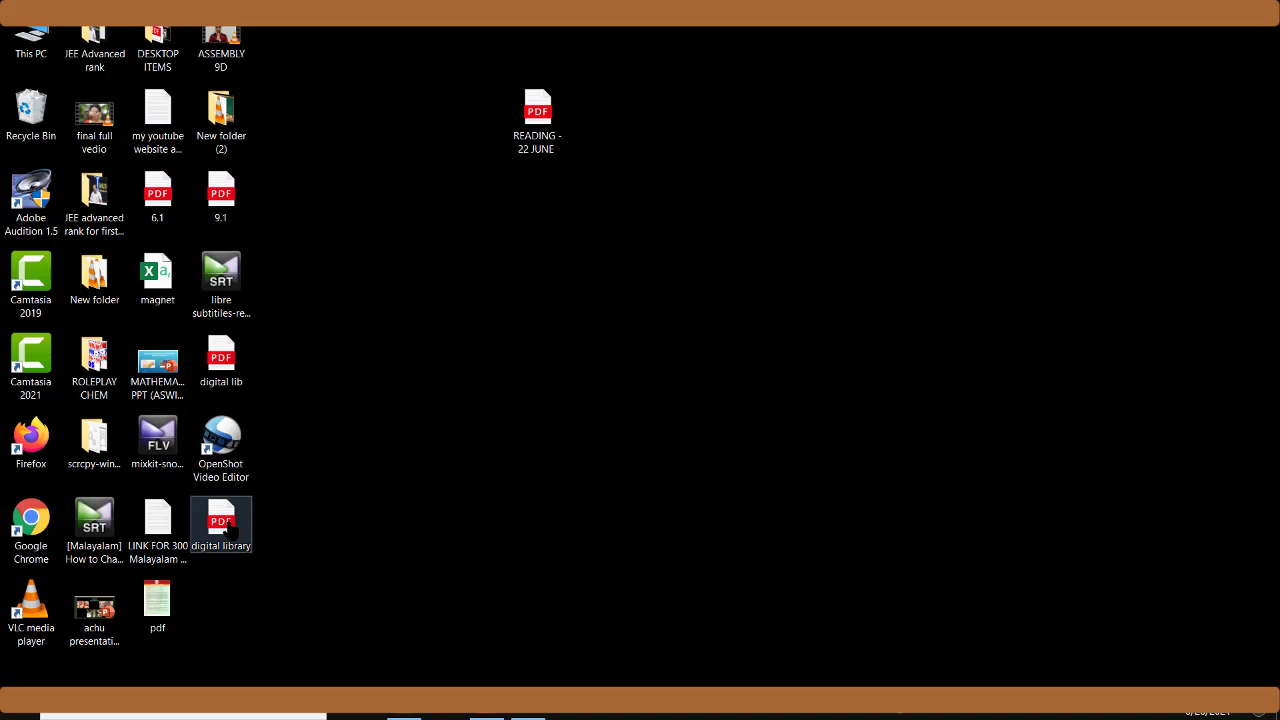 This PC
JEE Advanced
rank
DESKTOP
ITEMS
ASSEMBLY
9D
Recycle Bin
final full
vedio
my youtube
website a...
New folder
(2)
PDF
READING -
22 JUNE
Adobe
Audition 1.5
JEE advanced
rank for first...
PDF
6.1
PDF
9.1
Camtasia
2019
New folder
X a,
magnet
SRT
libre
subtitiles-re...
Camtasia
2021
ROLEPLAY
CHEM
MATHEMA...
PPT (ASWI...
PDF
digital lib
Firefox
scrcpy-win...
FLV
mixkit-sno...
OpenShot
Video Editor
Google
Chrome
SRT
[Malayalam]
How to Cha...
LINK FOR 300
Malayalam ...
PDF
digital library
VLC media
player
achu
presentati...
pdf